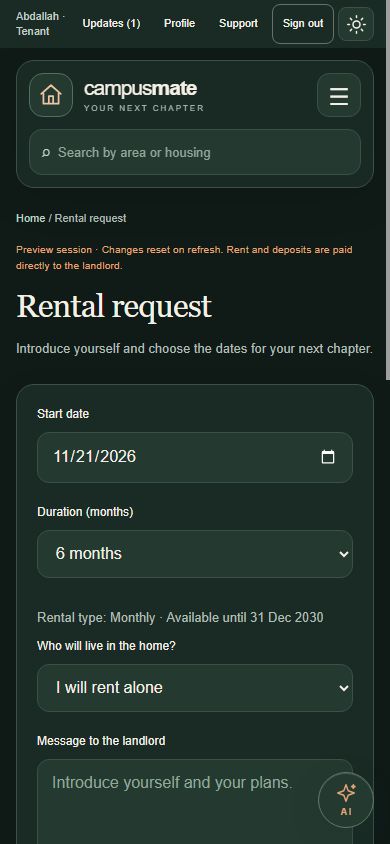 Abdallah ·
Tenant
Updates (1)
Profile
Support
Sign out
campusmate
YOUR NEXT CHAPTER
Search by area or housing
Home / Rental request
Preview session · Changes reset on refresh. Rent and deposits are paid
directly to the landlord.
Rental request
Introduce yourself and choose the dates for your next chapter.
Start date
11/21/2026
Duration (months)
6 months
Rental type: Monthly · Available until 31 Dec 2030
Who will live in the home?
I will rent alone
Message to the landlord
Introduce yourself and your plans.
AI